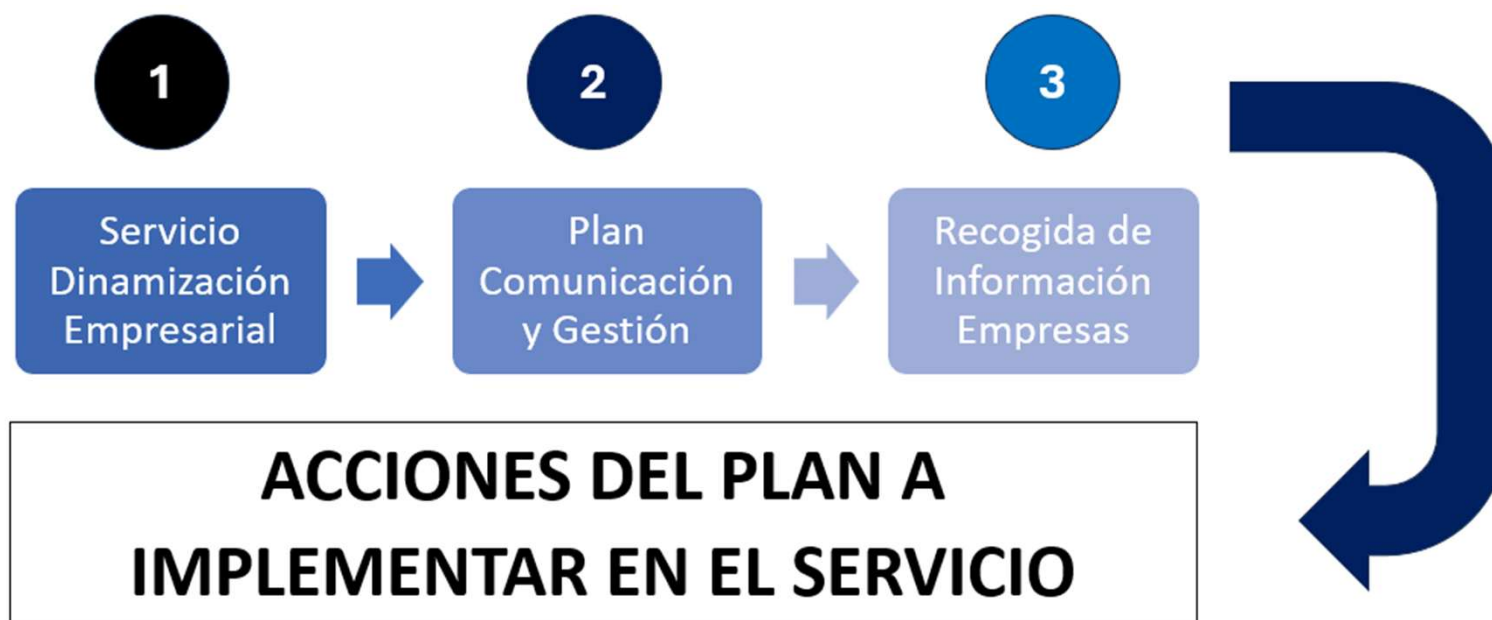 1
2
3
Servicio
Dinamización
Empresarial
Plan
Comunicación
y Gestión
Recogida de
Información
Empresas
ACCIONES DEL PLAN A
IMPLEMENTAR EN EL SERVICIO